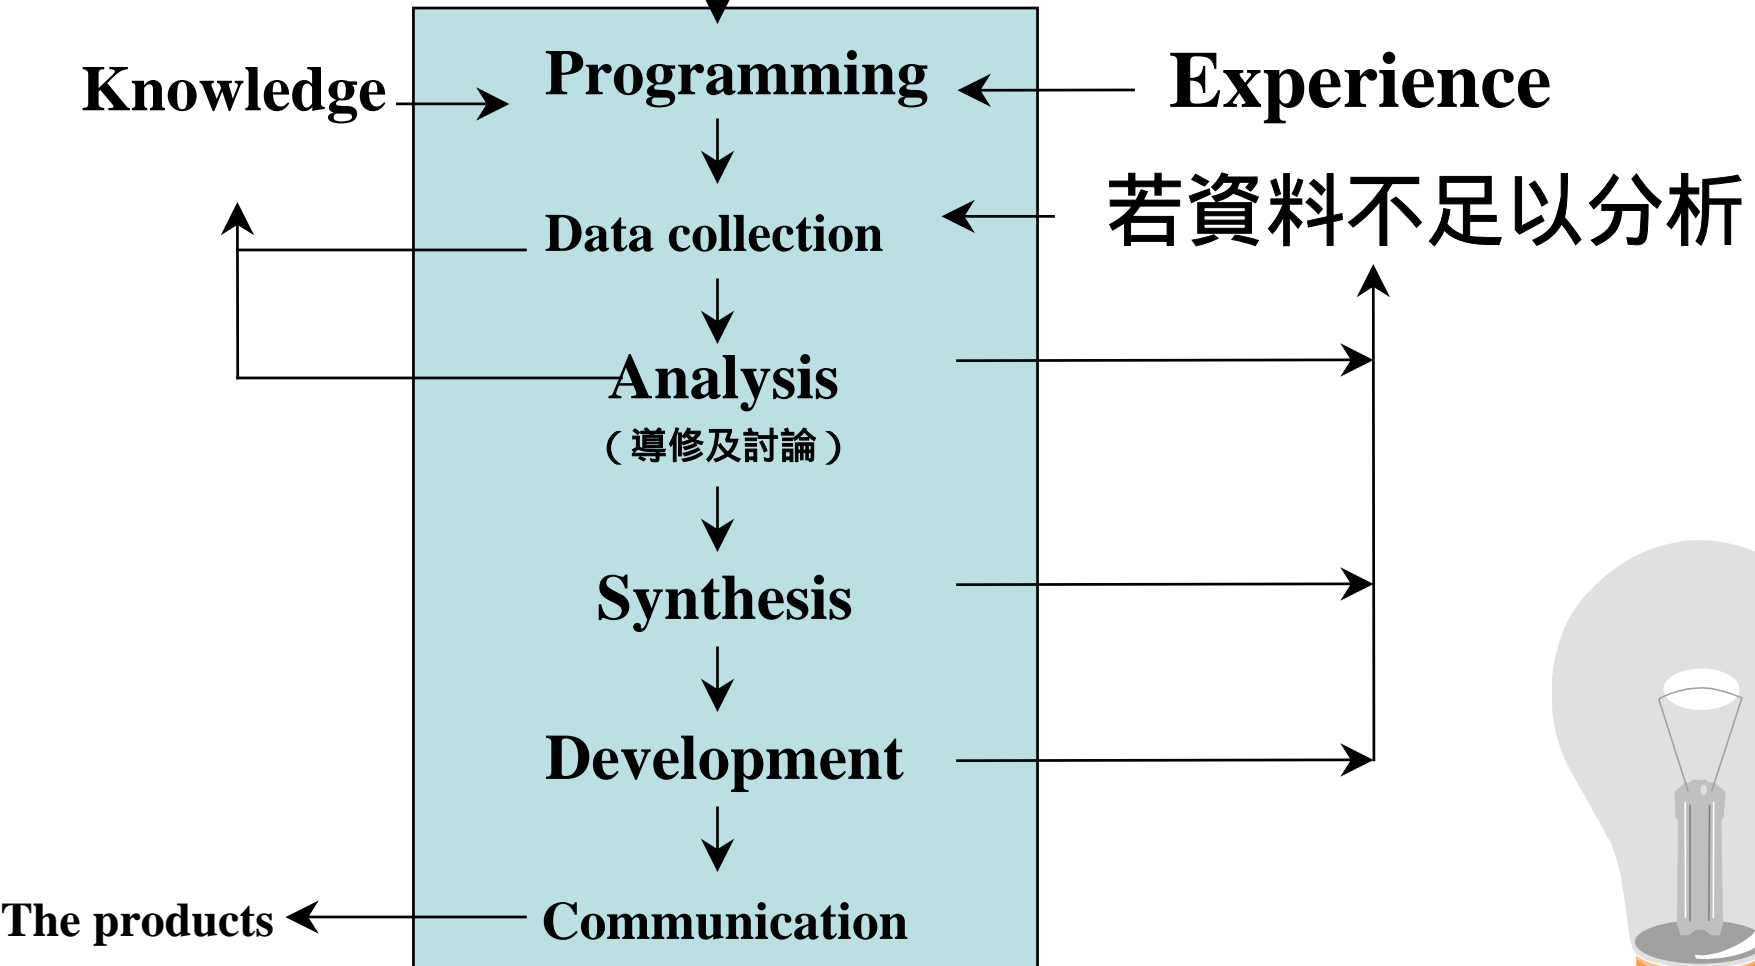 Knowledge
Programming
Experience
若資料不足以分析
Data collection
Analysis
（導修及討論）
Synthesis
Development
The products
Communication